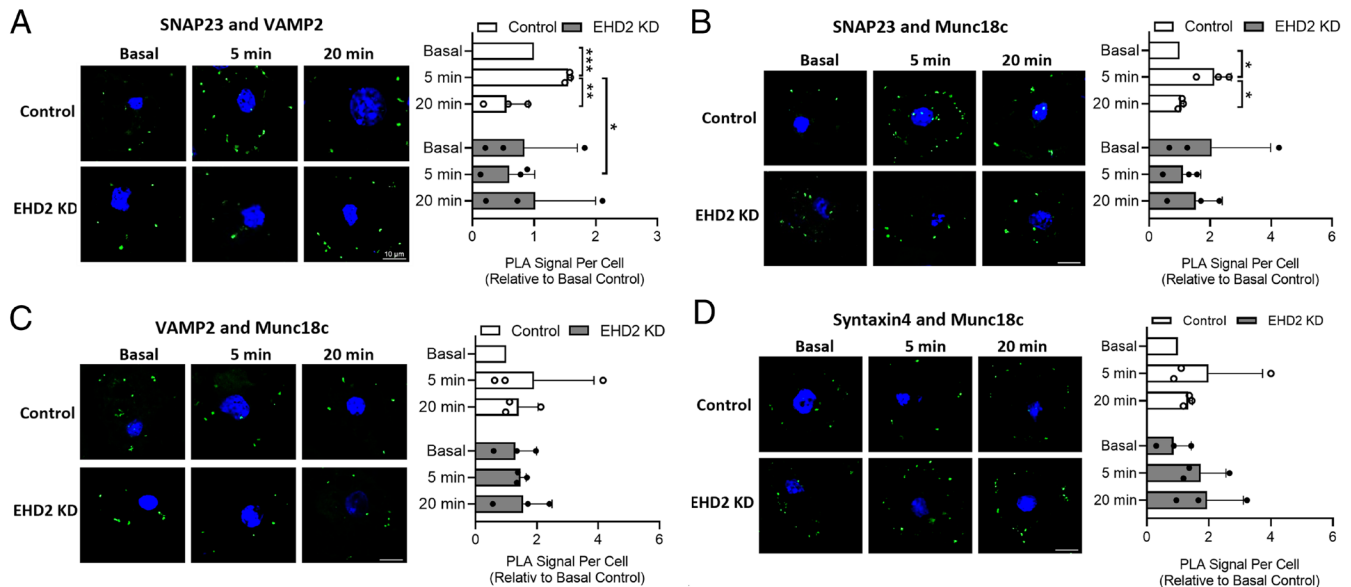 A
SNAP23 and VAMP2
Basal 5 min 20 min
Control
EHD2 KD
10 µm
Control EHD2 KD
Basal
5 min
20 min
Basal
5 min
20 min
***
**
*
0 1 2 3
PLA Signal Per Cell
(Relative to Basal Control)
B
SNAP23 and Munc18c
Basal 5 min 20 min
Control
EHD2 KD
Control EHD2 KD
Basal
5 min
20 min
Basal
5 min
20 min
*
*
0 2 4 6
PLA Signal Per Cell
(Relative to Basal Control)
C
VAMP2 and Munc18c
Basal 5 min 20 min
Control
EHD2 KD
Control EHD2 KD
Basal
5 min
20 min
Basal
5 min
20 min
0 2 4 6
PLA Signal Per Cell
(Relativ to Basal Control)
D
Syntaxin4 and Munc18c
Basal 5 min 20 min
Control
EHD2 KD
Control EHD2 KD
Basal
5 min
20 min
Basal
5 min
20 min
0 2 4 6
PLA Signal Per Cell
(Relative to Basal Control)